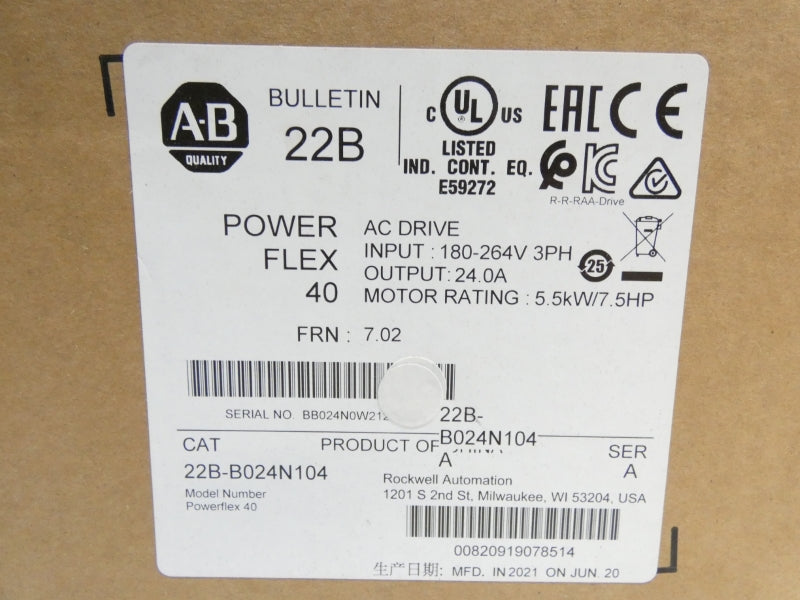 A-B
QUALITY
BULLETIN
22B
C UL US
®
LISTED
IND. CONT. EQ.
E59272
EAC CE
KC
R-R-RAA-Drive
POWER
FLEX
40
AC DRIVE
INPUT : 180-264V 3PH
OUTPUT: 24.0A
MOTOR RATING : 5.5kW/7.5HP
25
FRN : 7.02
SERIAL NO. BB024N0W212
22B-
B024N104
A
CAT
PRODUCT OF
SER
A
22B-B024N104
Model Number
Powerflex 40
Rockwell Automation
1201 S 2nd St, Milwaukee, WI 53204, USA
00820919078514
生产日期: MFD. IN 2021 ON JUN. 20